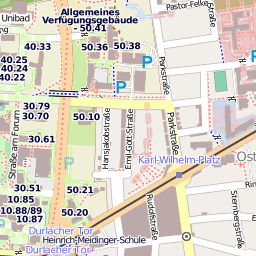 Pastor-Felke
Allgemeines
Verfügungsgebäude
Unibad
- 50.41
40.33
50.36
50.38
40.25
40.24
40.22
P
P
Parkstraße
30.79
30.70
50.10
Hansjakobstraße
Emil-Gött-Straße
Parkstraße
30.61
Straße am Forum
Karl-Wilhelm-Platz
Ost
30.51
10.85
10.88/89
10.87
50.21
50.20
Rudolfstraße
Sternbergstraße
Durlacher Tor
Heinrich-Meidinger-Schule
Durlacher Tor